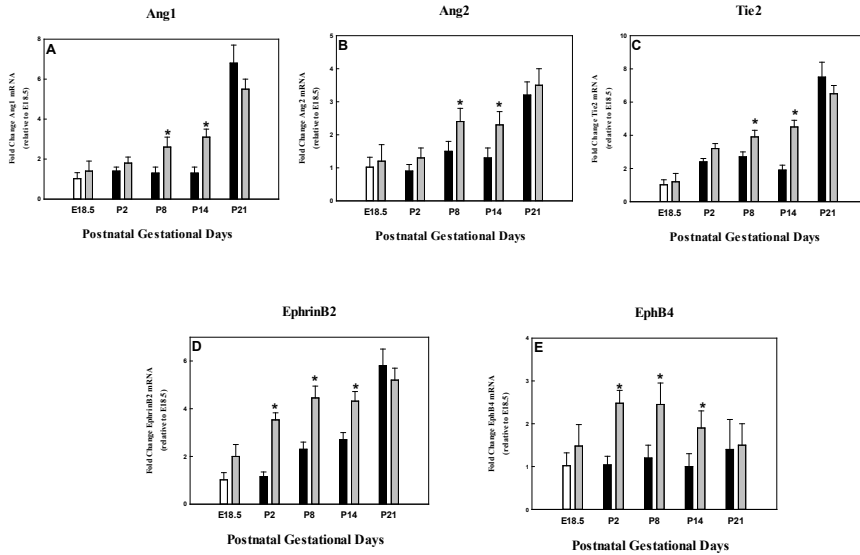 Ang1
A
Fold Change Ang1 mRNA
(relative to E18.5)
8
6
4
2
0
*
*
E18.5 P2 P8 P14 P21
Postnatal Gestational Days
Ang2
B
Fold Change Ang2 mRNA
(relative to E18.5)
5
4
3
2
1
0
*
*
E18.5 P2 P8 P14 P21
Postnatal Gestational Days
Tie2
C
Fold Change Tie2 mRNA
(relative to E18.5)
10
8
6
4
2
0
*
*
E18.5 P2 P8 P14 P21
Postnatal Gestational Days
EphrinB2
D
Fold Change EphrinB2 mRNA
(relative to E18.5)
6
4
2
0
*
*
*
E18.5 P2 P8 P14 P21
Postnatal Gestational Days
EphB4
E
Fold Change EphB4 mRNA
(relative to E18.5)
4
3
2
1
0
*
*
*
E18.5 P2 P8 P14 P21
Postnatal Gestational Days